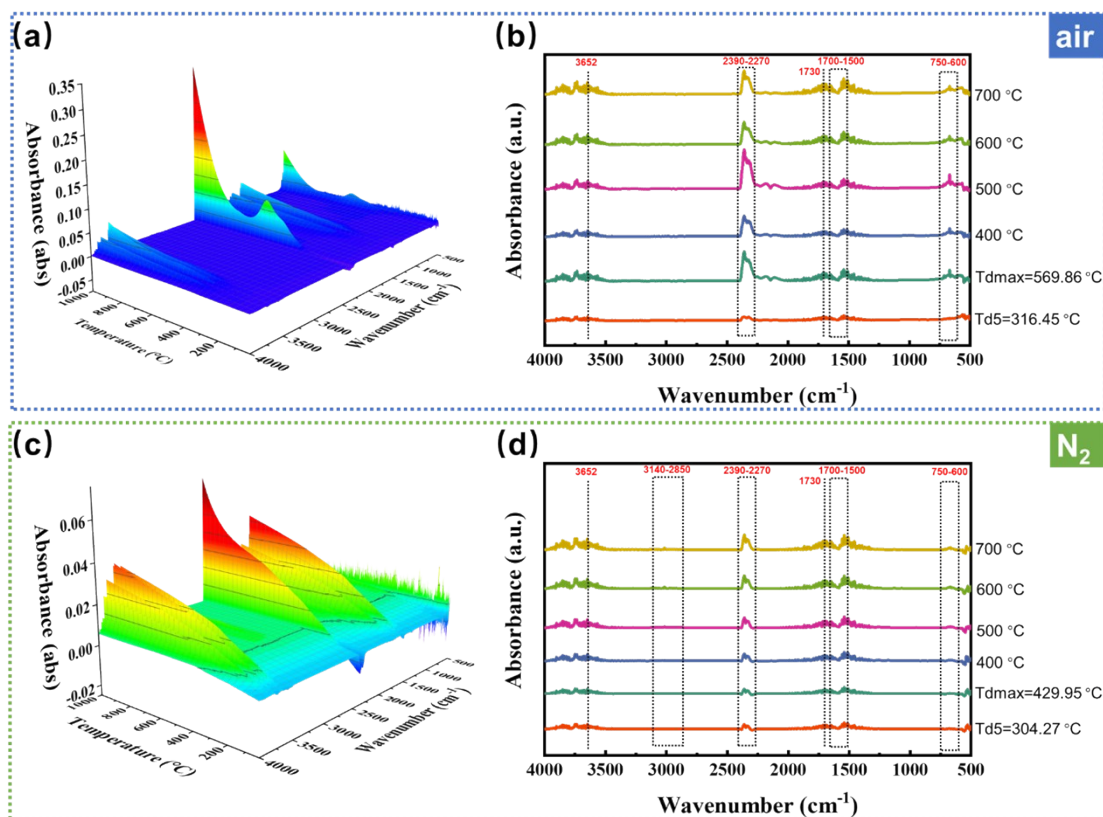 (a)
0.35
0.30
0.25
0.20
0.15
0.10
0.05
0.00
-0.05
Absorbance (abs)
1000
800
600
400
200
Temperature (°C)
4000
3500
3000
2500
2000
1500
1000
500
Wavenumber (cm⁻¹)
(b)
air
3652
2390-2270
1730
1700-1500
750-600
700 °C
600 °C
500 °C
400 °C
Tdmax=569.86 °C
Td5=316.45 °C
Absorbance (a.u.)
4000 3500 3000 2500 2000 1500 1000 500
Wavenumber (cm⁻¹)
(c)
0.06
0.04
0.02
0.00
-0.02
Absorbance (abs)
1000
800
600
400
200
Temperature (°C)
4000
3500
3000
2500
2000
1500
1000
500
Wavenumber (cm⁻¹)
(d)
N₂
3652
3140-2850
2390-2270
1730
1700-1500
750-600
700 °C
600 °C
500 °C
400 °C
Tdmax=429.95 °C
Td5=304.27 °C
Absorbance (a.u.)
4000 3500 3000 2500 2000 1500 1000 500
Wavenumber (cm⁻¹)